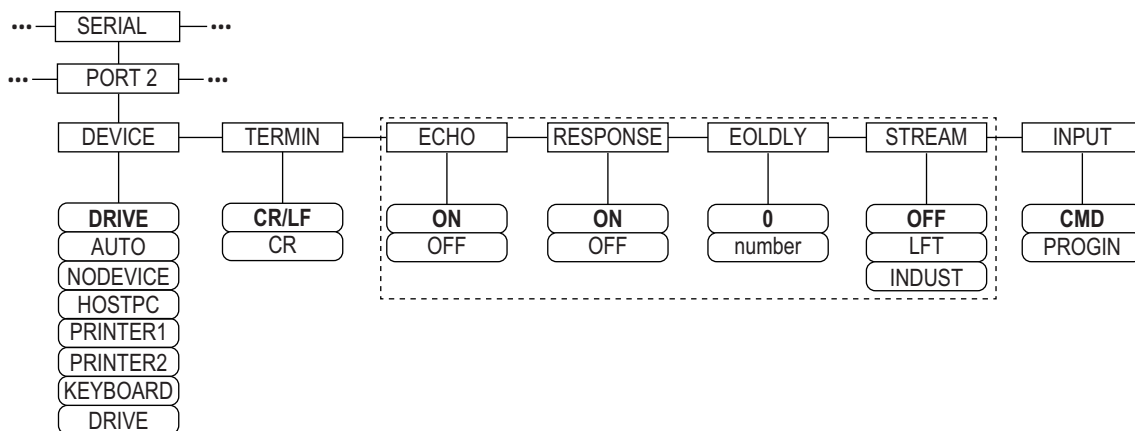 ••• SERIAL •••
••• PORT 2 •••
DEVICE TERMIN ECHO RESPONSE EOLDLY STREAM INPUT
DRIVE CR/LF ON ON 0 OFF CMD
AUTO CR OFF OFF number LFT PROGIN
NODEVICE INDUST
HOSTPC
PRINTER1
PRINTER2
KEYBOARD
DRIVE